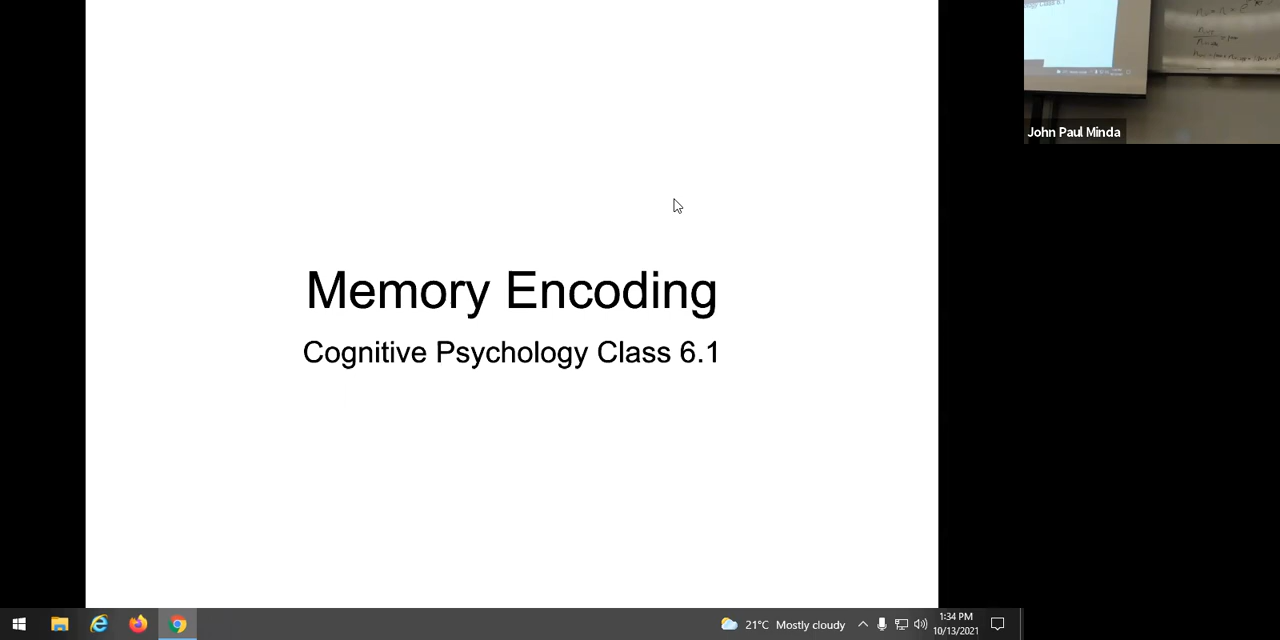 Memory Encoding
Cognitive Psychology Class 6.1
John Paul Minda
21°C Mostly cloudy
1:34 PM
10/13/2021